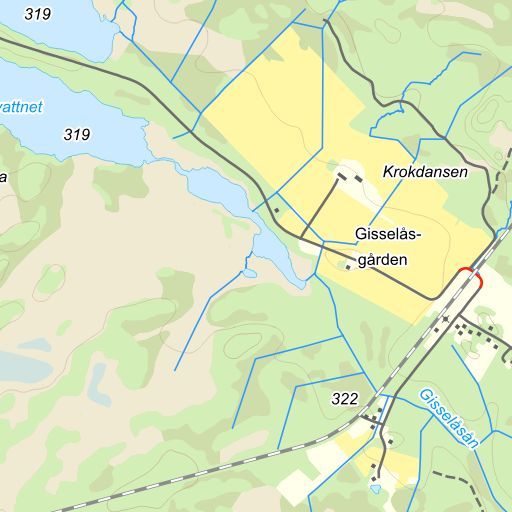 319
vattnet
319
a
Krokdansen
Gisselås-
gården
322
Gisselåsån